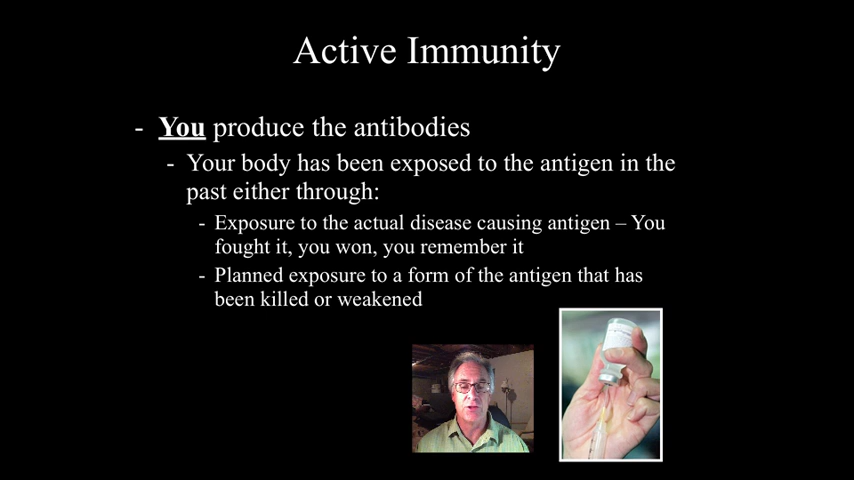 Active Immunity
- You produce the antibodies
- Your body has been exposed to the antigen in the
past either through:
- Exposure to the actual disease causing antigen – You
fought it, you won, you remember it
- Planned exposure to a form of the antigen that has
been killed or weakened